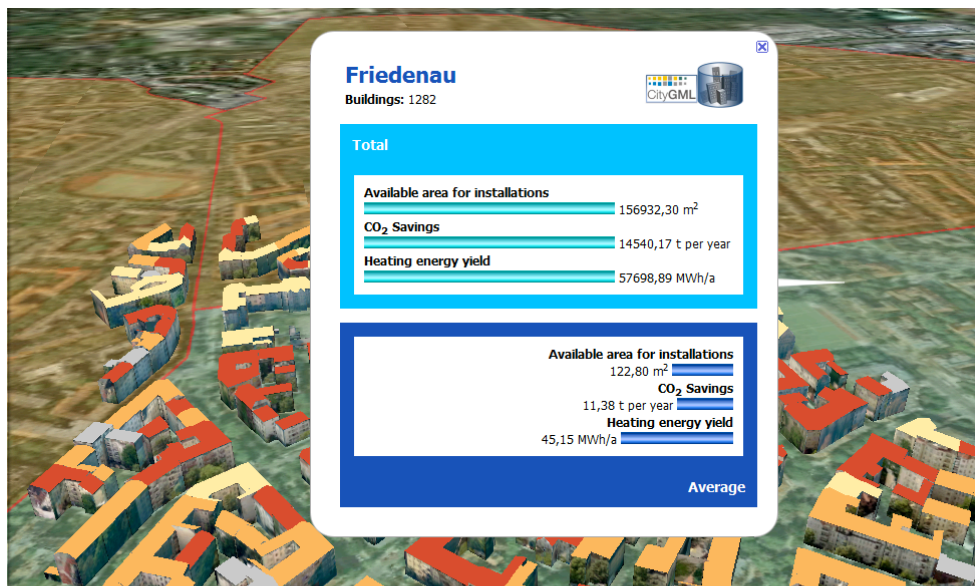 Friedenau
Buildings: 1282
CityGML
Total
Available area for installations
156932,30 m²
CO₂ Savings
14540,17 t per year
Heating energy yield
57698,89 MWh/a
Available area for installations
122,80 m²
CO₂ Savings
11,38 t per year
Heating energy yield
45,15 MWh/a
Average